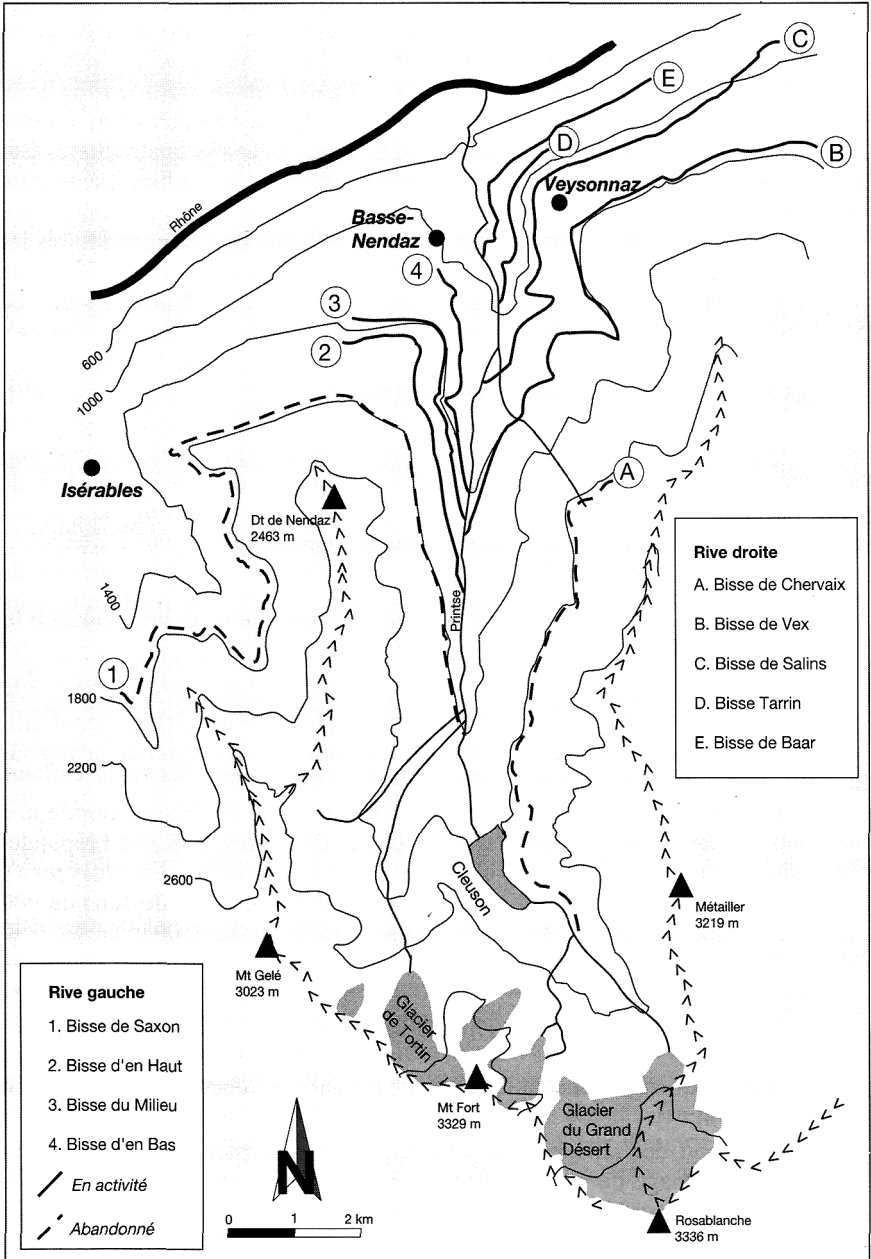 C
E
D
B
Rhône
Veysonnaz
Basse-
Nendaz
4
3
2
600
1000
A
Isérables
Dt de Nendaz
2463 m
Rive droite
A. Bisse de Chervaix
B. Bisse de Vex
C. Bisse de Salins
D. Bisse Tarrin
E. Bisse de Baar
1400
Printse
1
1800
2200
2600
Cleuson
Métailler
3219 m
Mt Gelé
3023 m
Rive gauche
1. Bisse de Saxon
2. Bisse d'en Haut
3. Bisse du Milieu
4. Bisse d'en Bas
En activité
Abandonné
Glacier
de Tortin
Mt Fort
3329 m
Glacier
du Grand
Désert
N
0 1 2 km
Rosablanche
3336 m